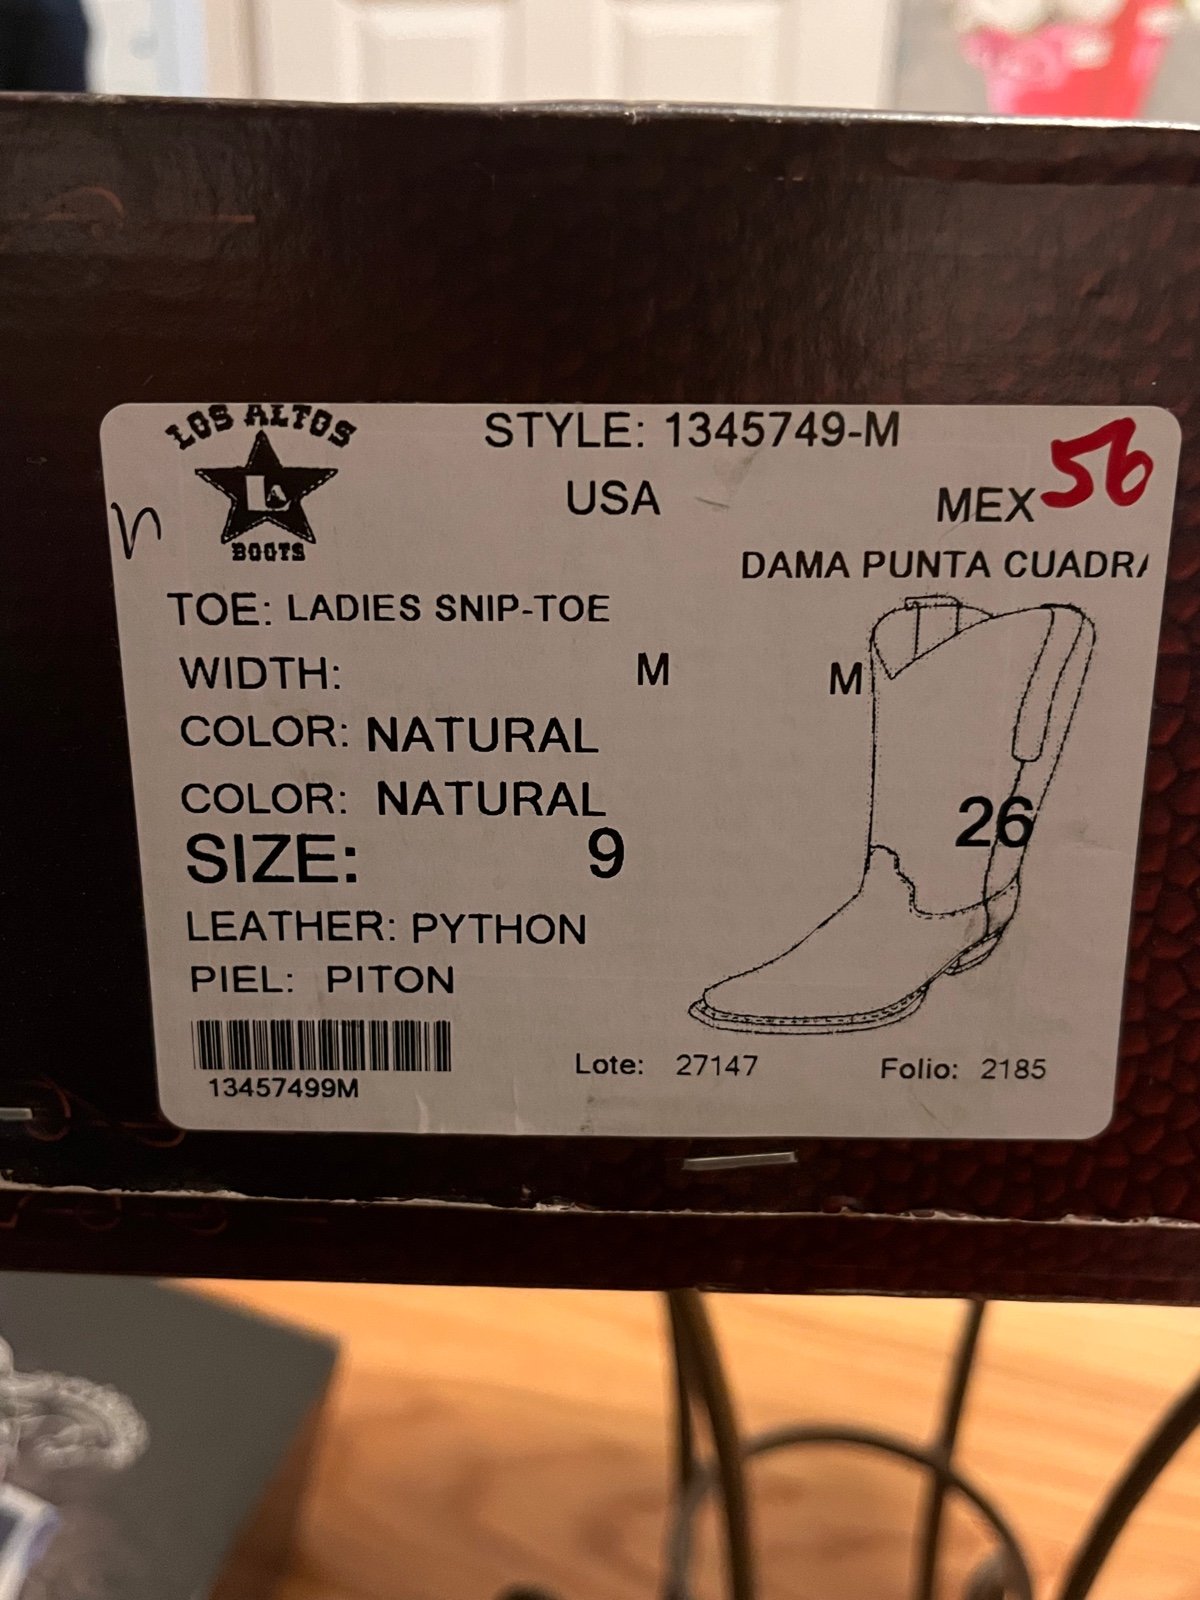 LOS ALTOS
LA
BOOTS
STYLE: 1345749-M
USA
MEX
56
n
DAMA PUNTA CUADRA
TOE: LADIES SNIP-TOE
WIDTH: M M
COLOR: NATURAL
COLOR: NATURAL
SIZE: 9 26
LEATHER: PYTHON
PIEL: PITON
13457499M
Lote: 27147
Folio: 2185